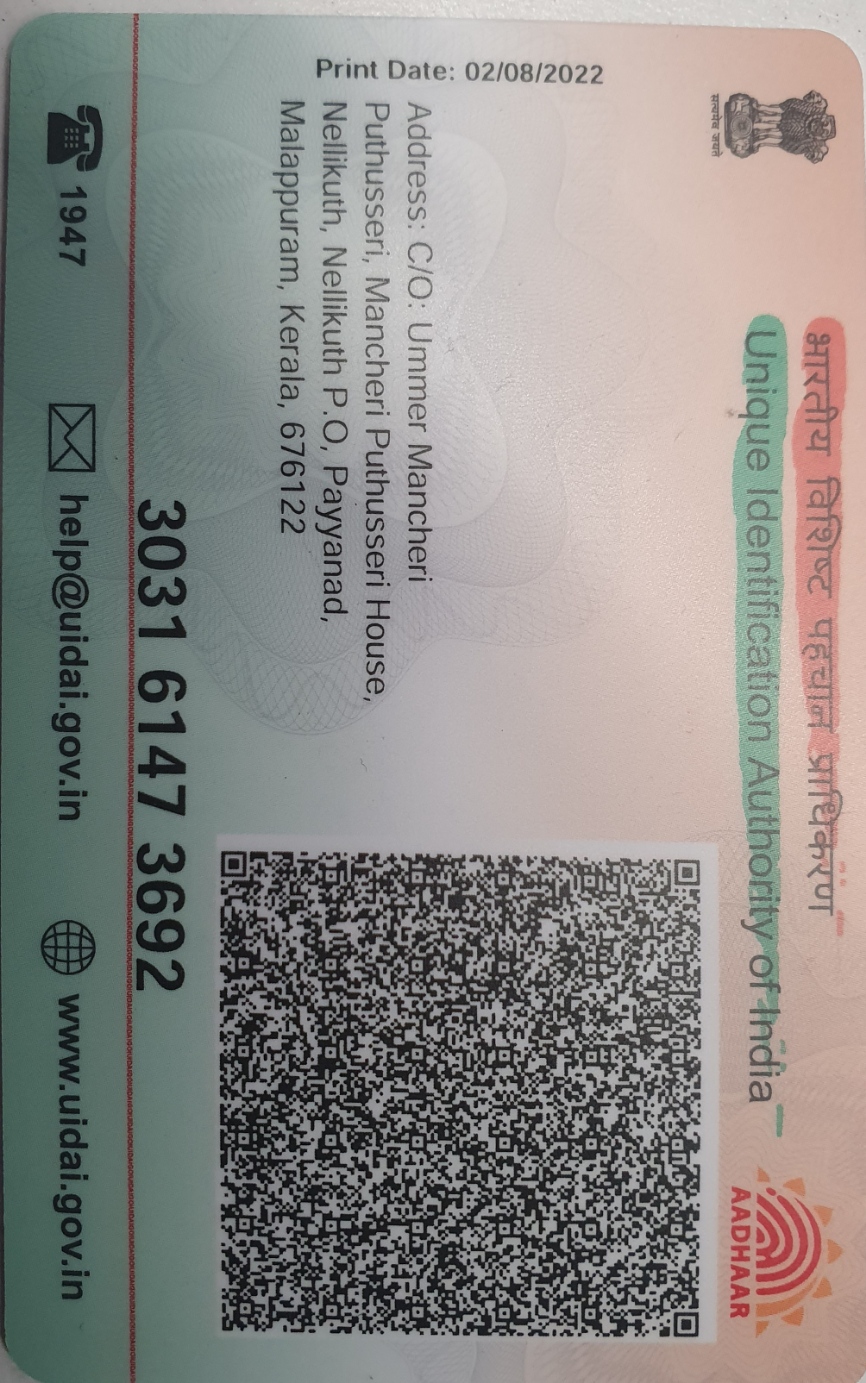 भारतीय विशिष्ट पहचान प्राधिकरण
Unique Identification Authority of India
AADHAAR
सत्यमेव जयते
Print Date: 02/08/2022
Address: C/O: Ummer Mancheri
Puthusseri, Mancheri Puthusseri House,
Nellikuth, Nellikuth P.O, Payyanad,
Malappuram, Kerala, 676122
3031 6147 3692
1947
help@uidai.gov.in
www.uidai.gov.in